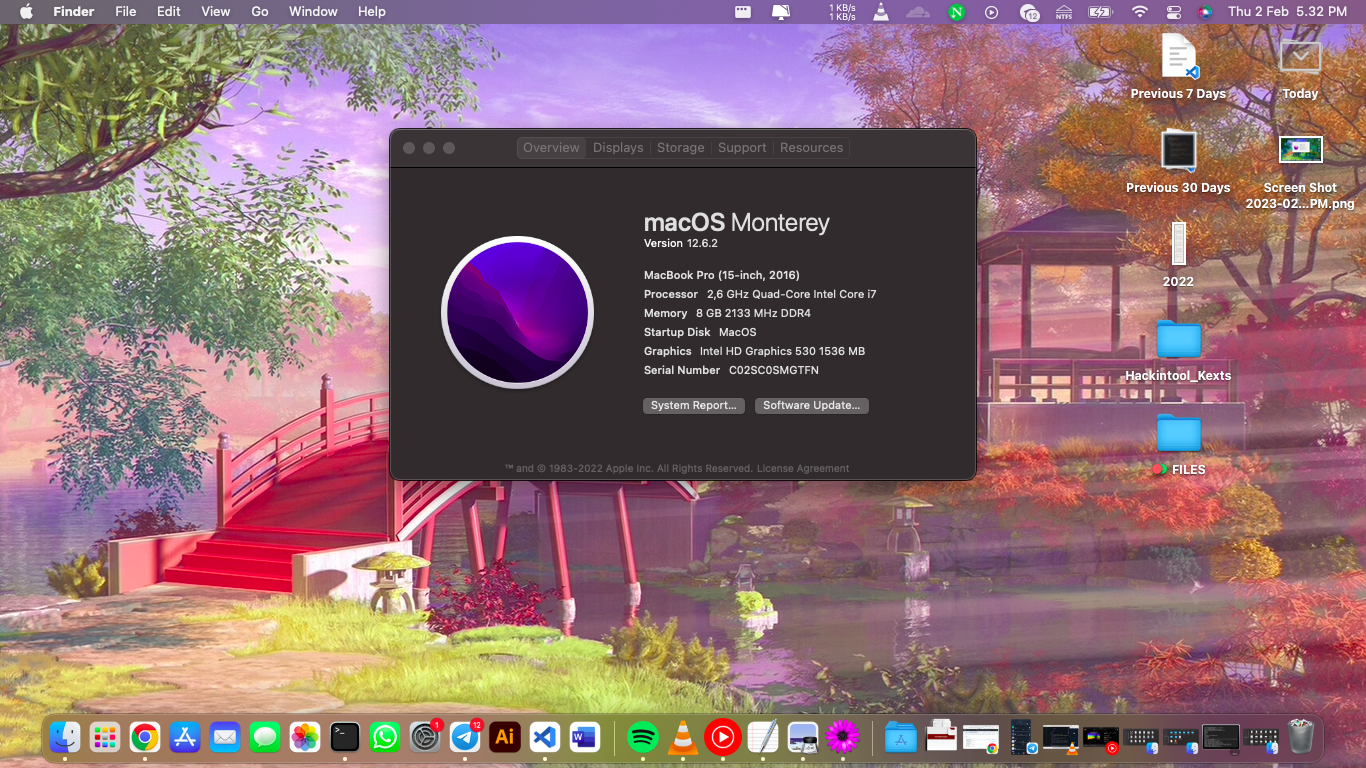 Finder File Edit View Go Window Help
1 KB/s
1 KB/s
N
12
NTFS
Thu 2 Feb 5.32 PM
Previous 7 Days
Today
Previous 30 Days
Screen Shot
2023-02...PM.png
2022
Hackintool_Kexts
FILES
Overview Displays Storage Support Resources
macOS Monterey
Version 12.6.2
MacBook Pro (15-inch, 2016)
Processor 2,6 GHz Quad-Core Intel Core i7
Memory 8 GB 2133 MHz DDR4
Startup Disk MacOS
Graphics Intel HD Graphics 530 1536 MB
Serial Number C02SC0SMGTFN
System Report...
Software Update...
™ and © 1983-2022 Apple Inc. All Rights Reserved. License Agreement
1
12
Ai
W